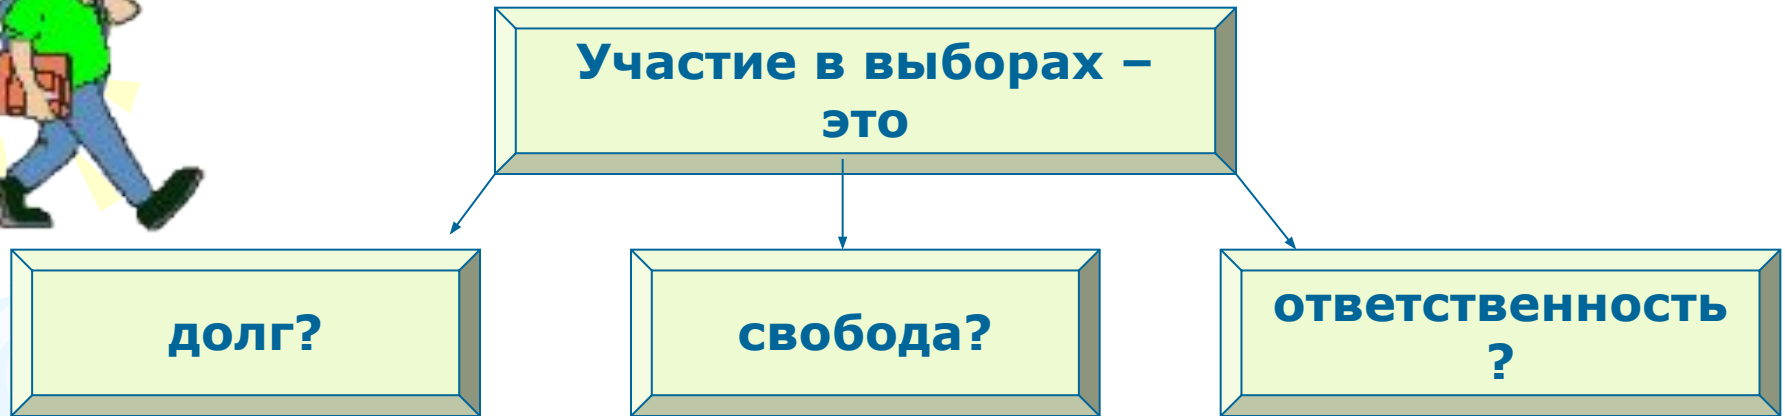 Участие в выборах –
это
долг?
свобода?
ответственность
?